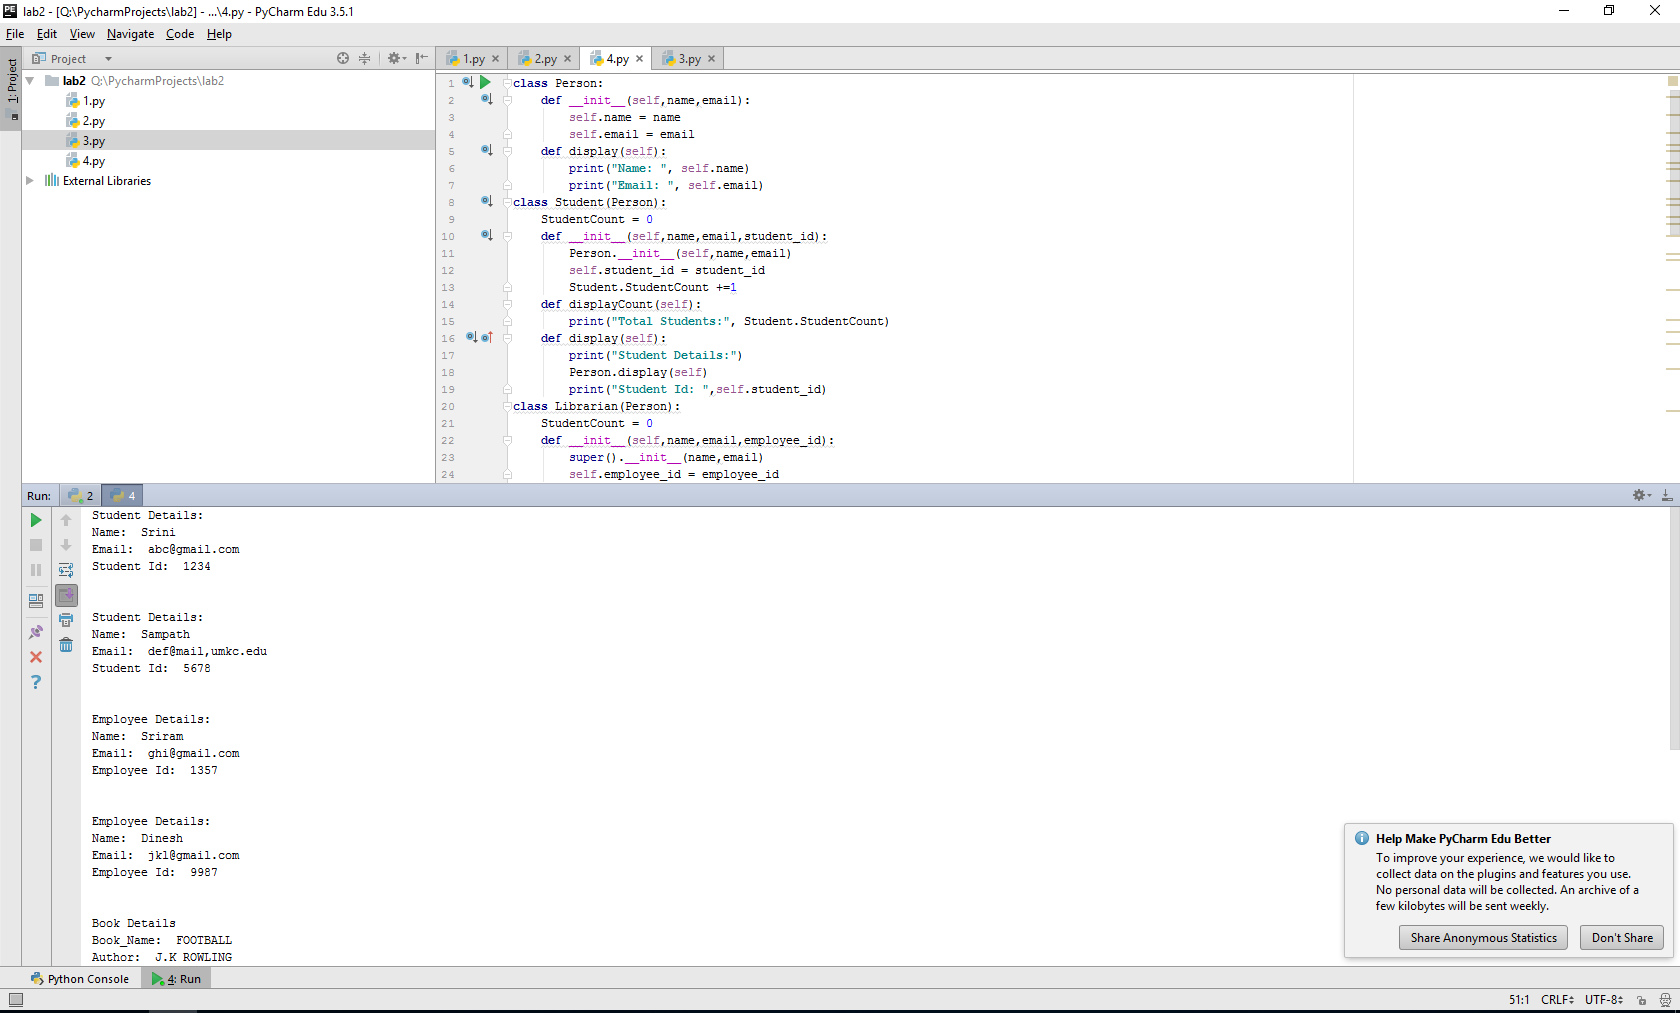 lab2 - [Q:\PycharmProjects\lab2] - ...\4.py - PyCharm Edu 3.5.1
File Edit View Navigate Code Help
1: Project
Project
lab2 Q:\PycharmProjects\lab2
1.py
2.py
3.py
4.py
External Libraries
1.py 2.py 4.py 3.py
1 class Person:
2     def __init__(self,name,email):
3         self.name = name
4         self.email = email
5     def display(self):
6         print("Name: ", self.name)
7         print("Email: ", self.email)
8 class Student(Person):
9     StudentCount = 0
10     def __init__(self,name,email,student_id):
11         Person.__init__(self,name,email)
12         self.student_id = student_id
13         Student.StudentCount +=1
14     def displayCount(self):
15         print("Total Students:", Student.StudentCount)
16     def display(self):
17         print("Student Details:")
18         Person.display(self)
19         print("Student Id: ",self.student_id)
20 class Librarian(Person):
21     StudentCount = 0
22     def __init__(self,name,email,employee_id):
23         super().__init__(name,email)
24         self.employee_id = employee_id
Run: 2 4
Student Details:
Name:  Srini
Email:  abc@gmail.com
Student Id:  1234
Student Details:
Name:  Sampath
Email:  def@mail,umkc.edu
Student Id:  5678
Employee Details:
Name:  Sriram
Email:  ghi@gmail.com
Employee Id:  1357
Employee Details:
Name:  Dinesh
Email:  jkl@gmail.com
Employee Id:  9987
Book Details
Book_Name:  FOOTBALL
Author:  J.K ROWLING
Help Make PyCharm Edu Better
To improve your experience, we would like to
collect data on the plugins and features you use.
No personal data will be collected. An archive of a
few kilobytes will be sent weekly.
Share Anonymous Statistics Don't Share
Python Console 4: Run
51:1 CRLF UTF-8